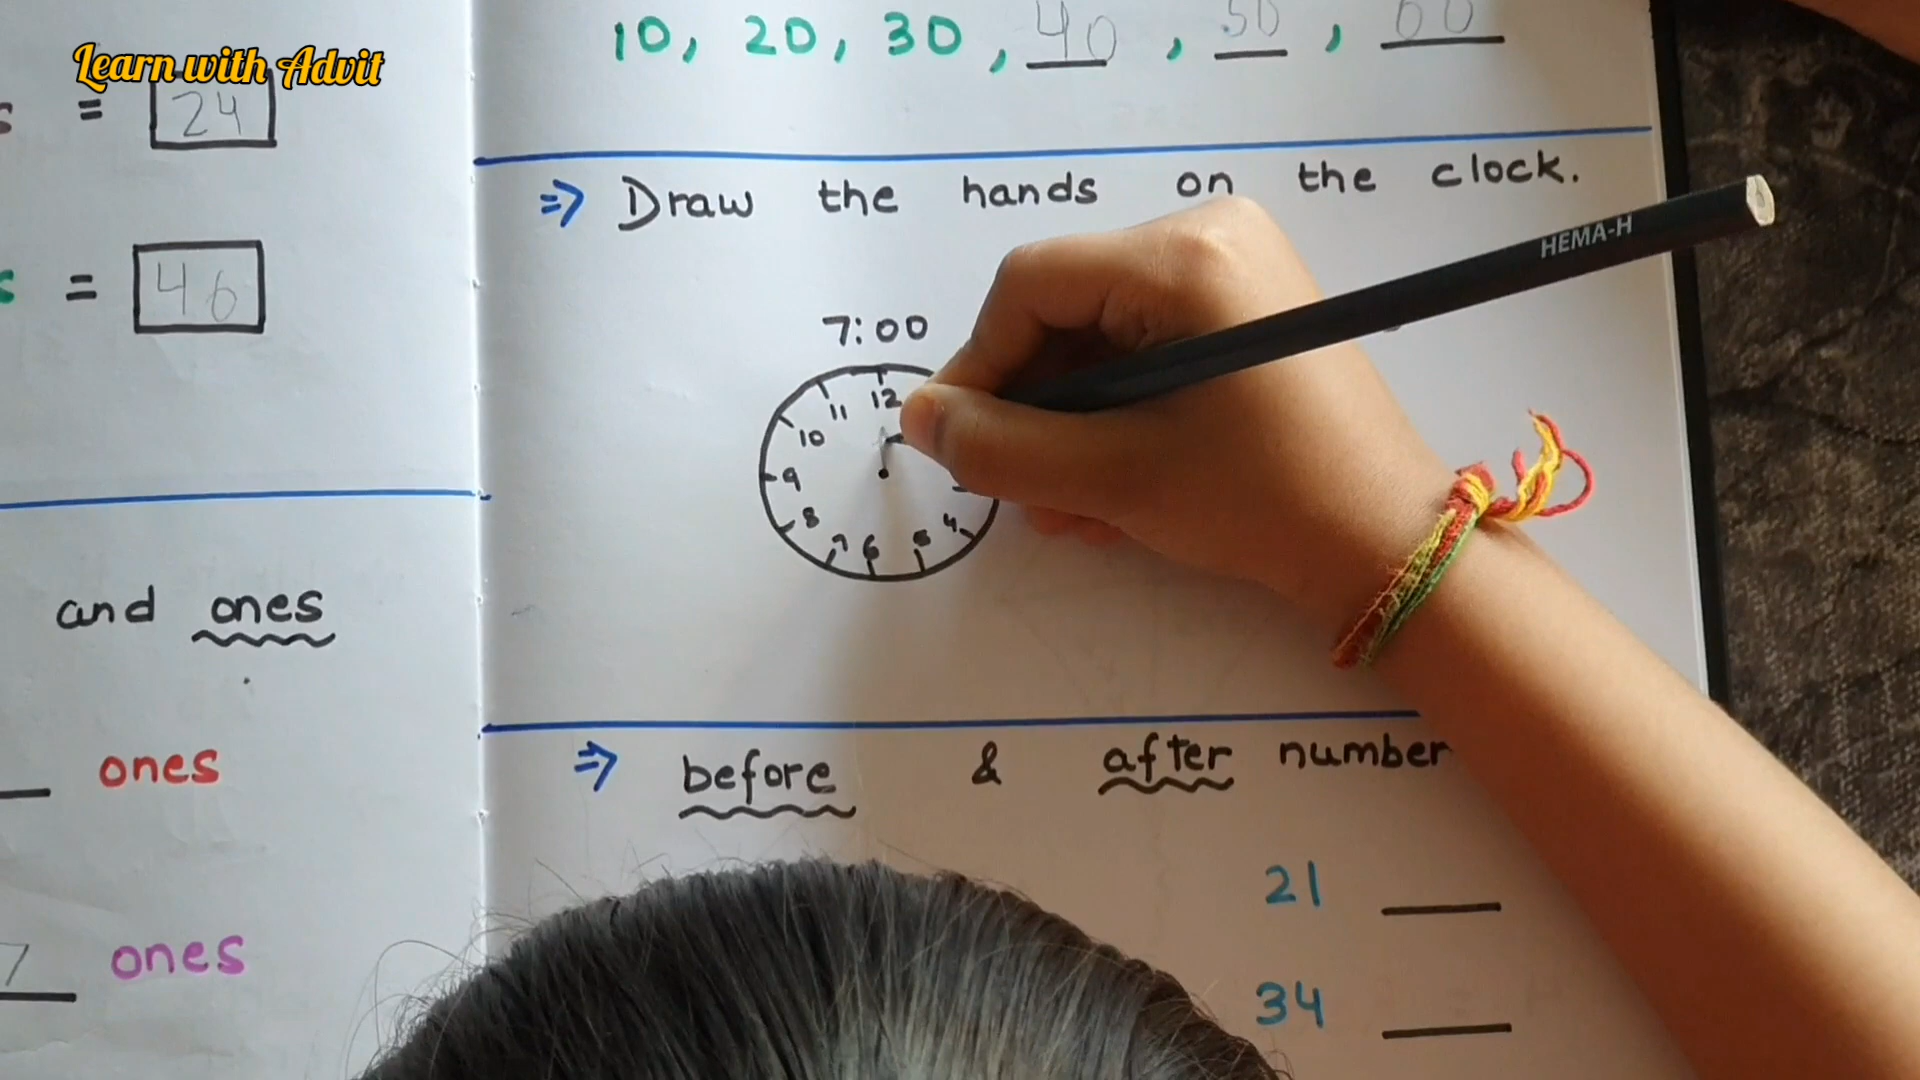 Learn with Advit
= 24
= 46
and ones
ones
7 ones
10, 20, 30, 40, 50, 60
=> Draw the hands on the clock.
7:00
12
11
10
9
8
7
6
5
4
=> before & after number
21
34
HEMA-H